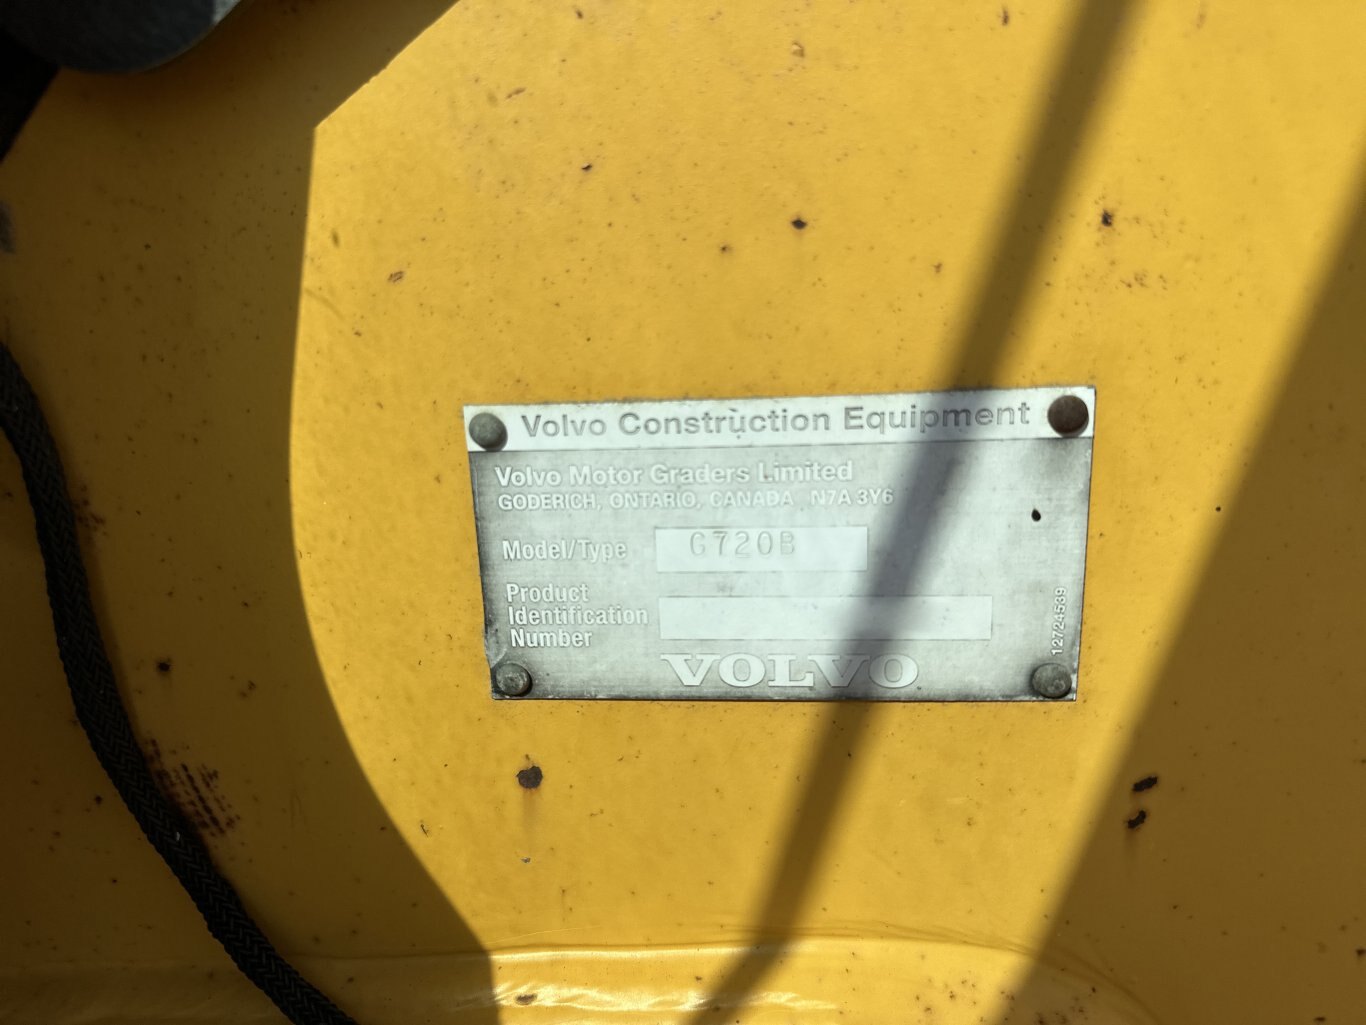 Volvo Construction Equipment
Volvo Motor Graders Limited
GODERICH, ONTARIO, CANADA N7A 3Y6
Model/Type G720B
Product
Identification
Number
12724539
VOLVO